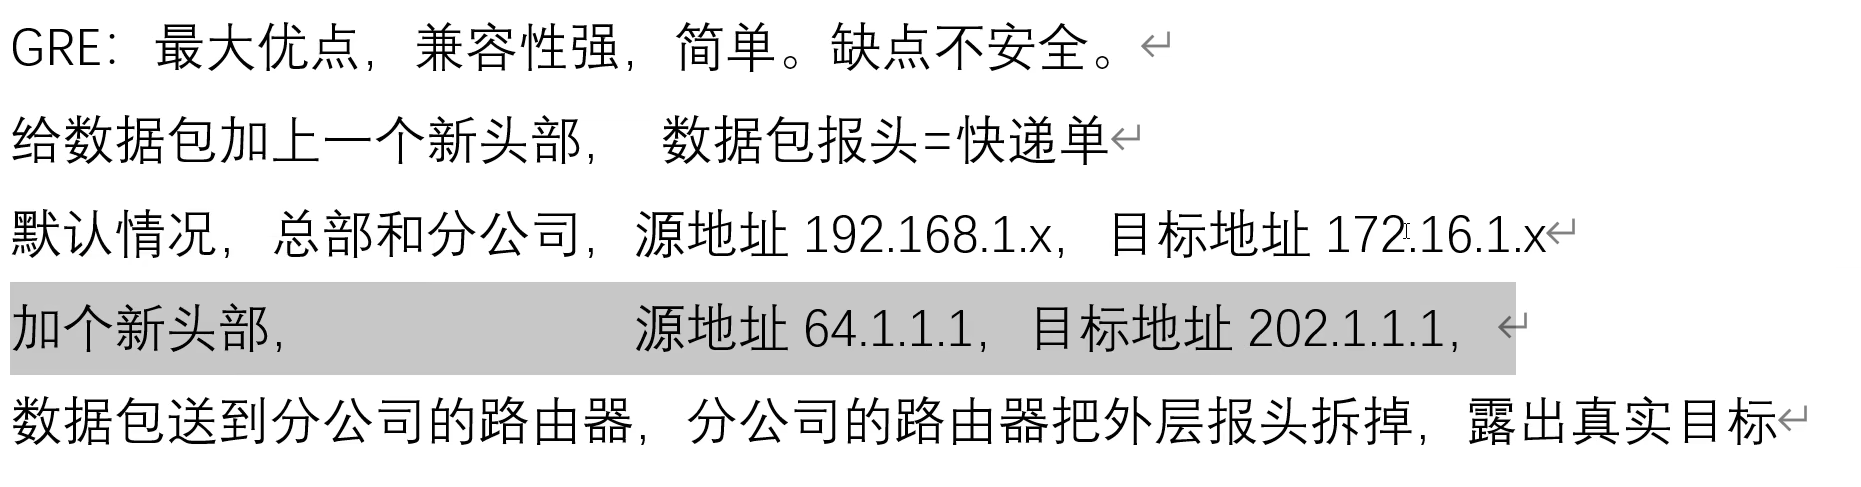 GRE：最大优点，兼容性强，简单。缺点不安全。
给数据包加上一个新头部，　数据包报头=快递单
默认情况，总部和分公司，源地址 192.168.1.x，目标地址 172.16.1.x
加个新头部，　　　　　　　源地址 64.1.1.1，目标地址 202.1.1.1，
数据包送到分公司的路由器，分公司的路由器把外层报头拆掉，露出真实目标